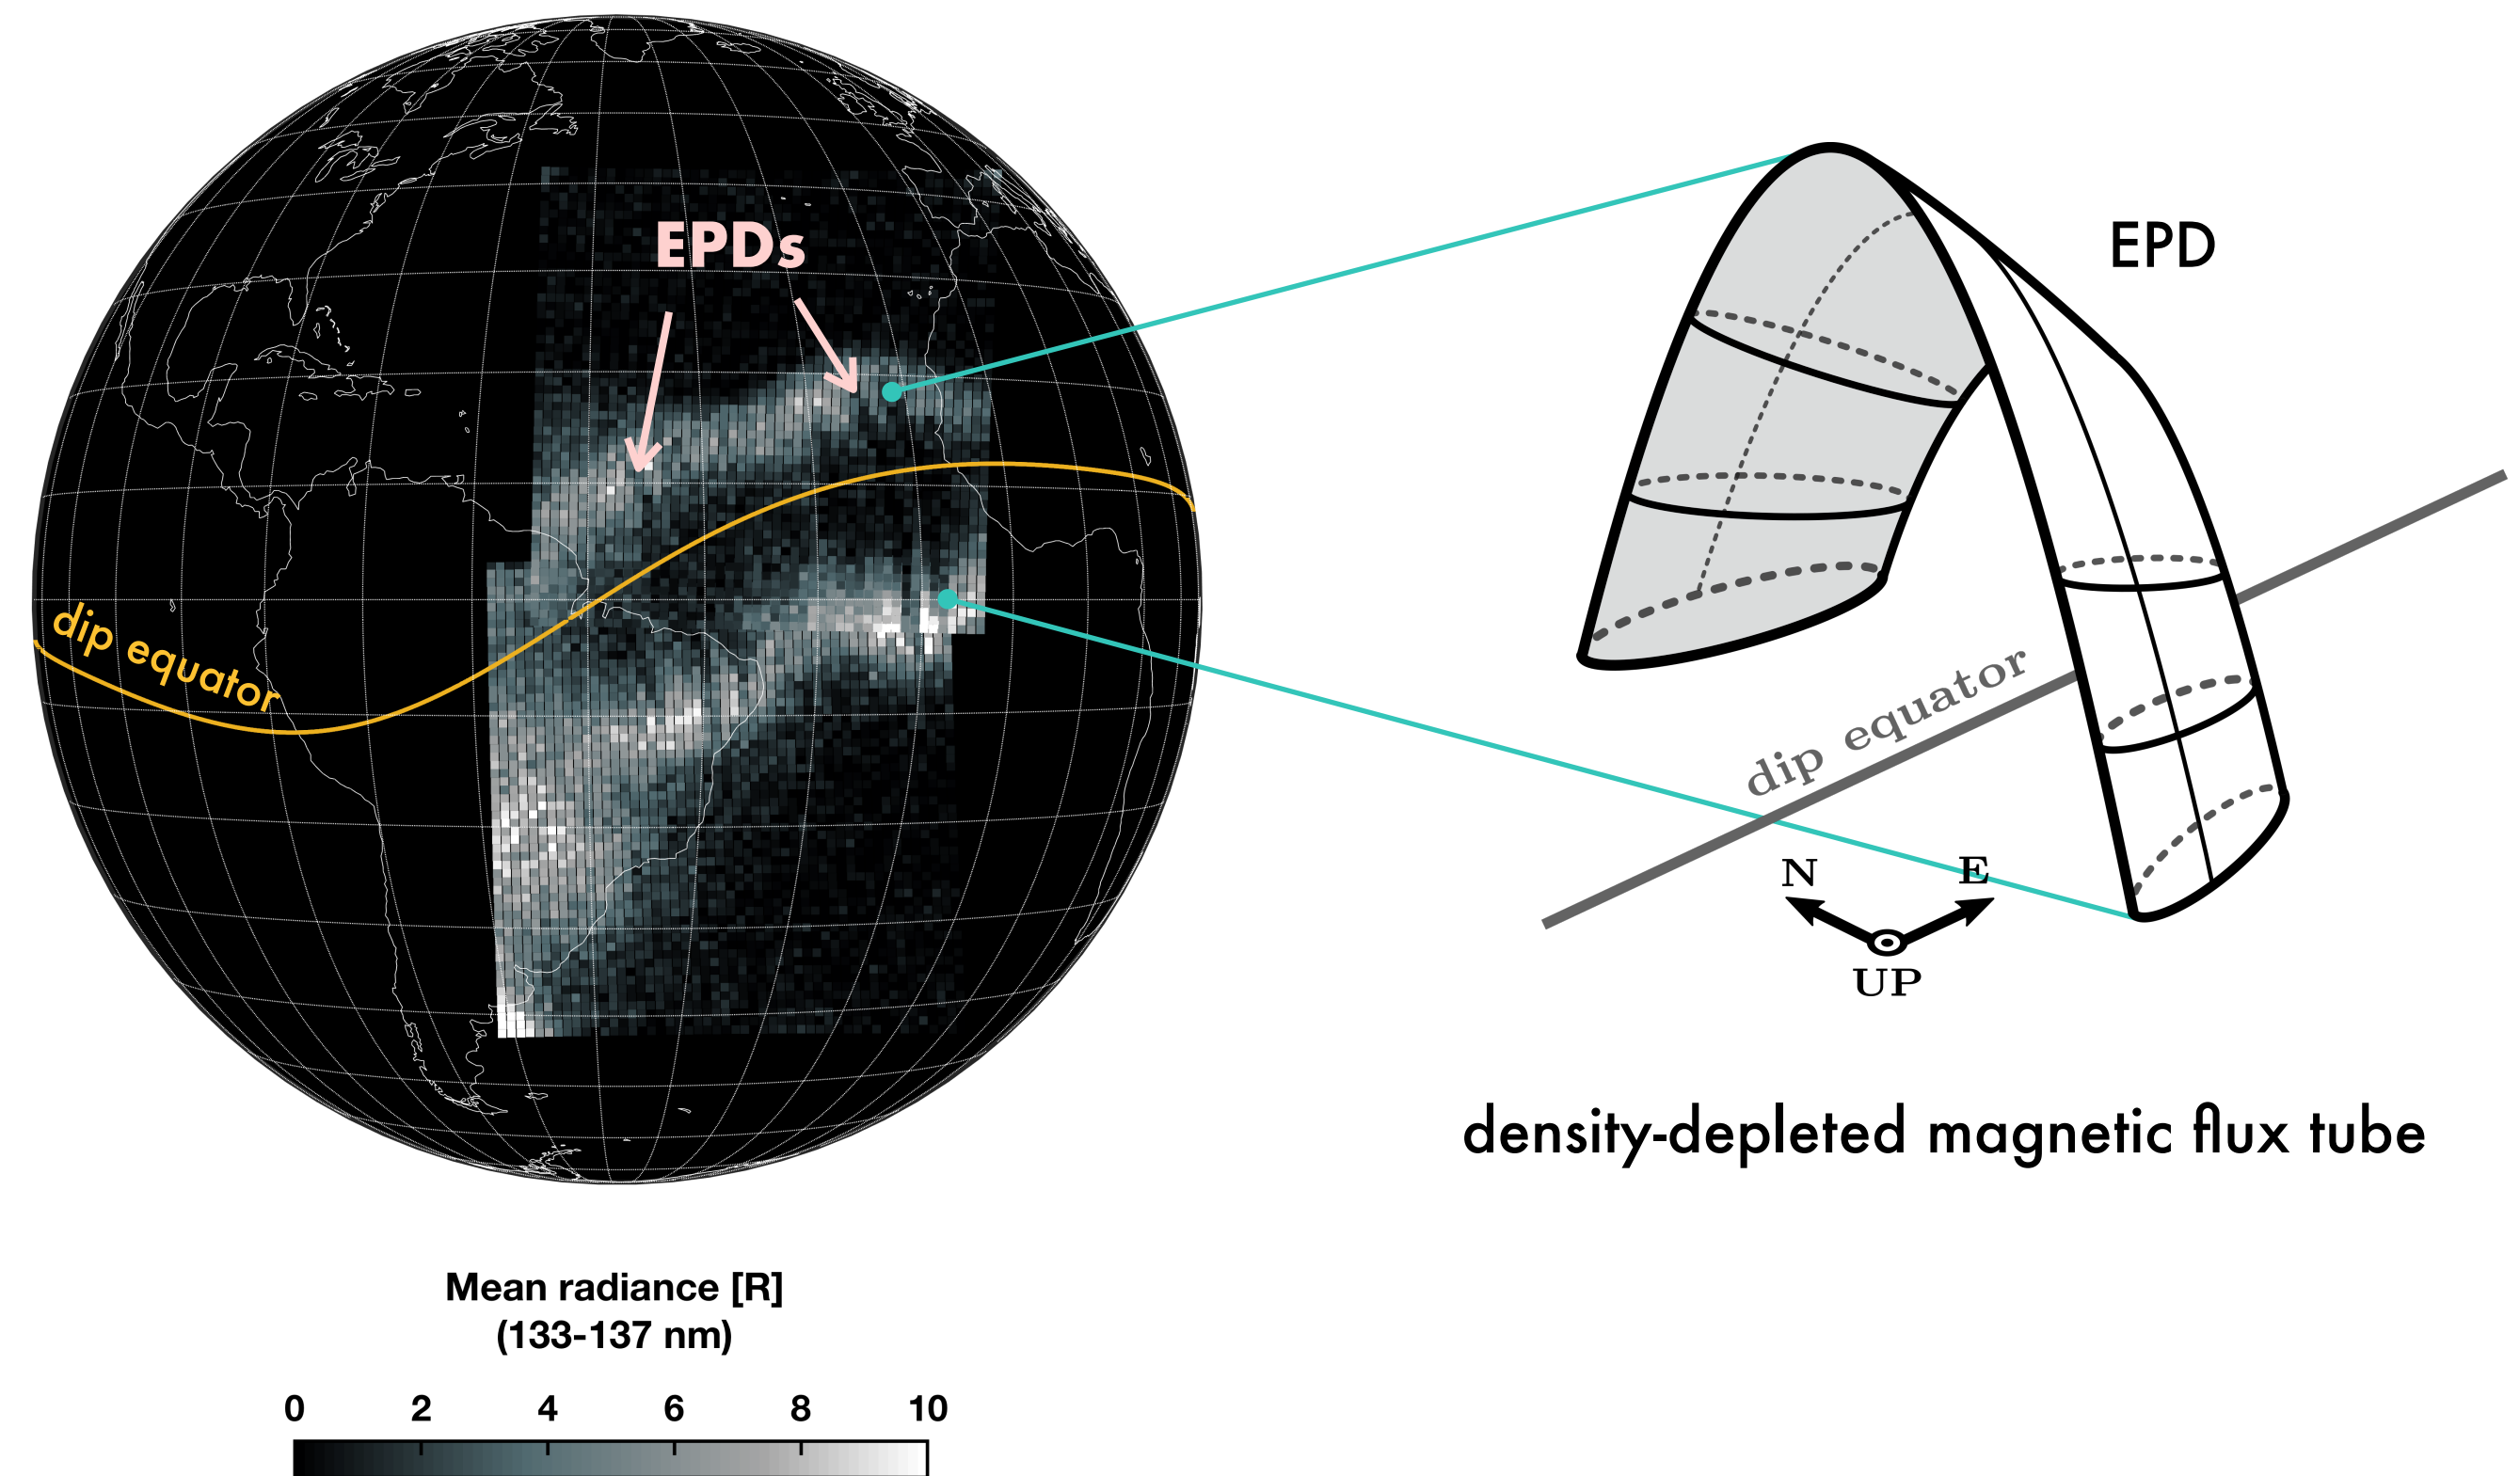 EPDs
dip equator
EPD
dip equator
N
E
UP
density-depleted magnetic flux tube
Mean radiance [R]
(133-137 nm)
0 2 4 6 8 10